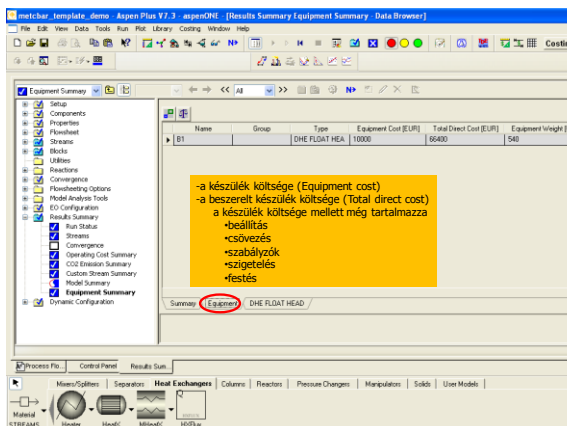 metcbar_template_demo - Aspen Plus V7.3 - aspenONE - [Results Summary Equipment Summary - Data Browser]
File Edit View Data Tools Run Plot Library Costing Window Help
Costing
Equipment Summary
All
N>
Setup
Components
Properties
Flowsheet
Streams
Blocks
Utilities
Reactions
Convergence
Flowsheeting Options
Model Analysis Tools
EO Configuration
Results Summary
Run Status
Streams
Convergence
Operating Cost Summary
CO2 Emission Summary
Custom Stream Summary
Model Summary
Equipment Summary
Dynamic Configuration
Name Group Type Equipment Cost [EUR] Total Direct Cost [EUR] Equipment Weight [
B1 DHE FLOAT HEA 10000 66400 540
-a készülék költsége (Equipment cost)
-a beszerelt készülék költsége (Total direct cost)
a készülék költsége mellett még tartalmazza
•beállítás
•csövezés
•szabályzók
•szigetelés
•festés
Summary Equipment DHE FLOAT HEAD
Process Flo... Control Panel Results Sum...
Mixers/Splitters Separators Heat Exchangers Columns Reactors Pressure Changers Manipulators Solids User Models
Material
STREAMS Heater HeatX MHeatX HXFlux